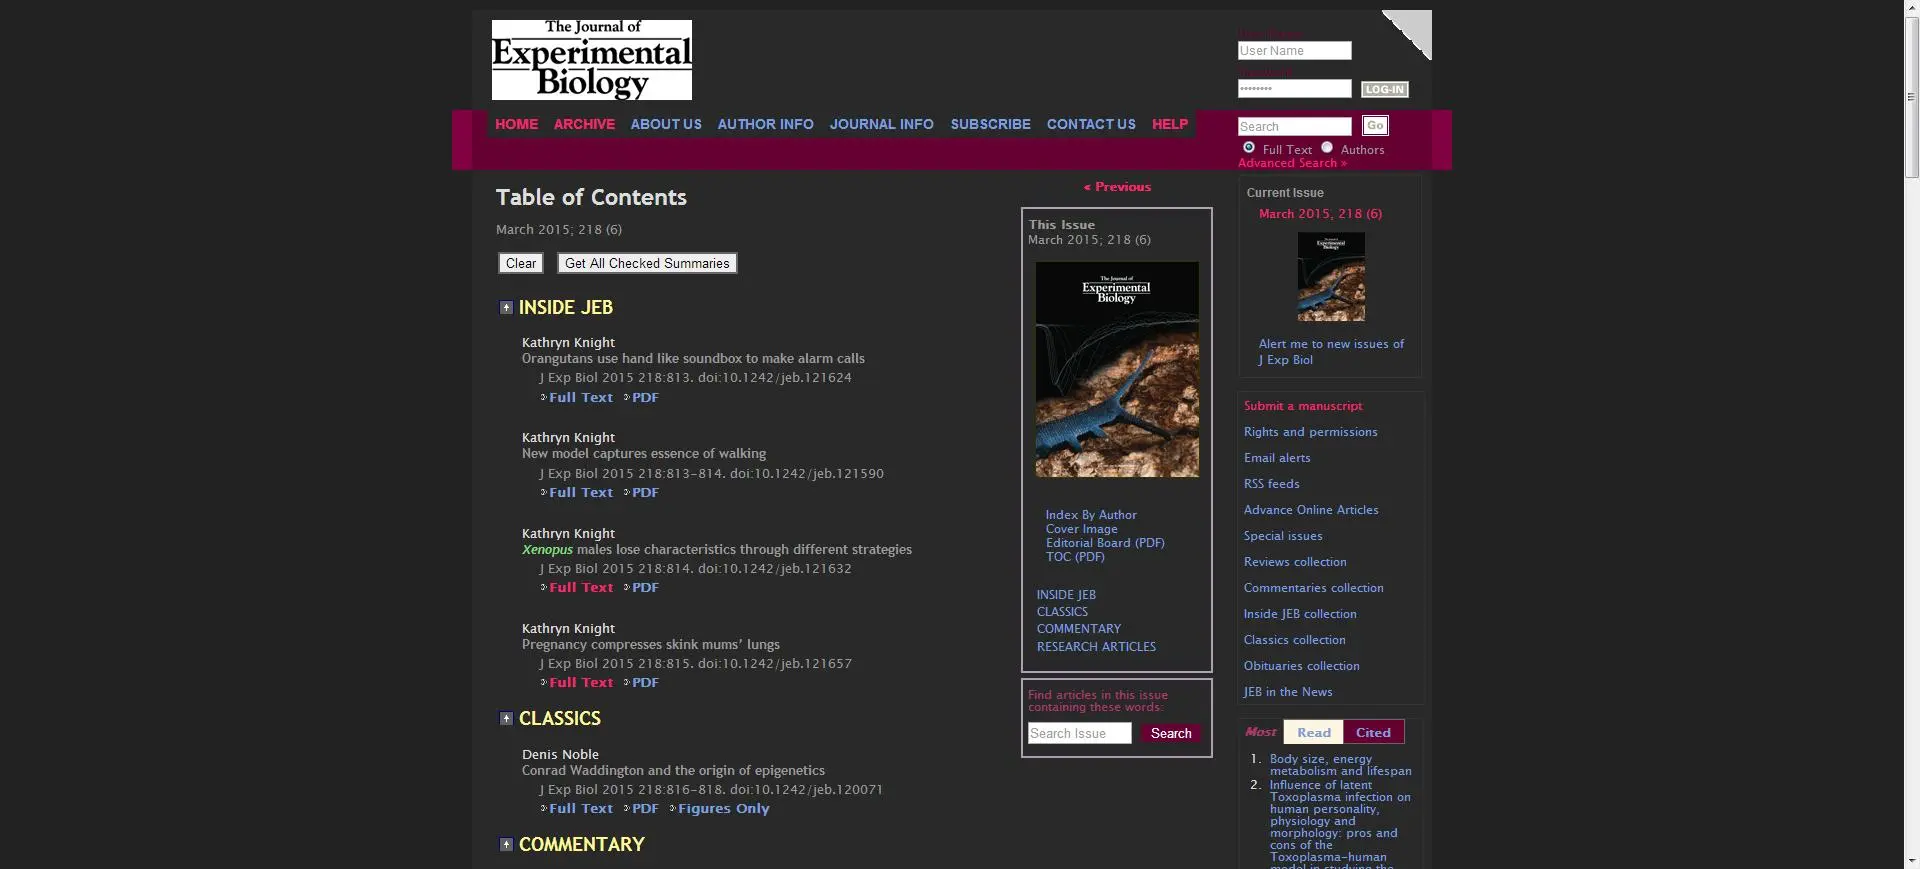 The Journal of
Experimental
Biology
User Name
••••••••
LOG-IN
HOME ARCHIVE ABOUT US AUTHOR INFO JOURNAL INFO SUBSCRIBE CONTACT US HELP
Search
Go
Full Text Authors
Advanced Search »
Table of Contents
March 2015; 218 (6)
Clear Get All Checked Summaries
INSIDE JEB
Kathryn Knight
Orangutans use hand like soundbox to make alarm calls
J Exp Biol 2015 218:813. doi:10.1242/jeb.121624
Full Text PDF
Kathryn Knight
New model captures essence of walking
J Exp Biol 2015 218:813-814. doi:10.1242/jeb.121590
Full Text PDF
Kathryn Knight
Xenopus males lose characteristics through different strategies
J Exp Biol 2015 218:814. doi:10.1242/jeb.121632
Full Text PDF
Kathryn Knight
Pregnancy compresses skink mums’ lungs
J Exp Biol 2015 218:815. doi:10.1242/jeb.121657
Full Text PDF
CLASSICS
Denis Noble
Conrad Waddington and the origin of epigenetics
J Exp Biol 2015 218:816-818. doi:10.1242/jeb.120071
Full Text PDF Figures Only
COMMENTARY
« Previous
This Issue
March 2015; 218 (6)
The Journal of
Experimental
Biology
Index By Author
Cover Image
Editorial Board (PDF)
TOC (PDF)
INSIDE JEB
CLASSICS
COMMENTARY
RESEARCH ARTICLES
Find articles in this issue
containing these words:
Search Issue Search
Current Issue
March 2015, 218 (6)
Experimental
Biology
Alert me to new issues of
J Exp Biol
Submit a manuscript
Rights and permissions
Email alerts
RSS feeds
Advance Online Articles
Special issues
Reviews collection
Commentaries collection
Inside JEB collection
Classics collection
Obituaries collection
JEB in the News
Most Read Cited
1. Body size, energy
metabolism and lifespan
2. Influence of latent
Toxoplasma infection on
human personality,
physiology and
morphology: pros and
cons of the
Toxoplasma-human
model in studying the